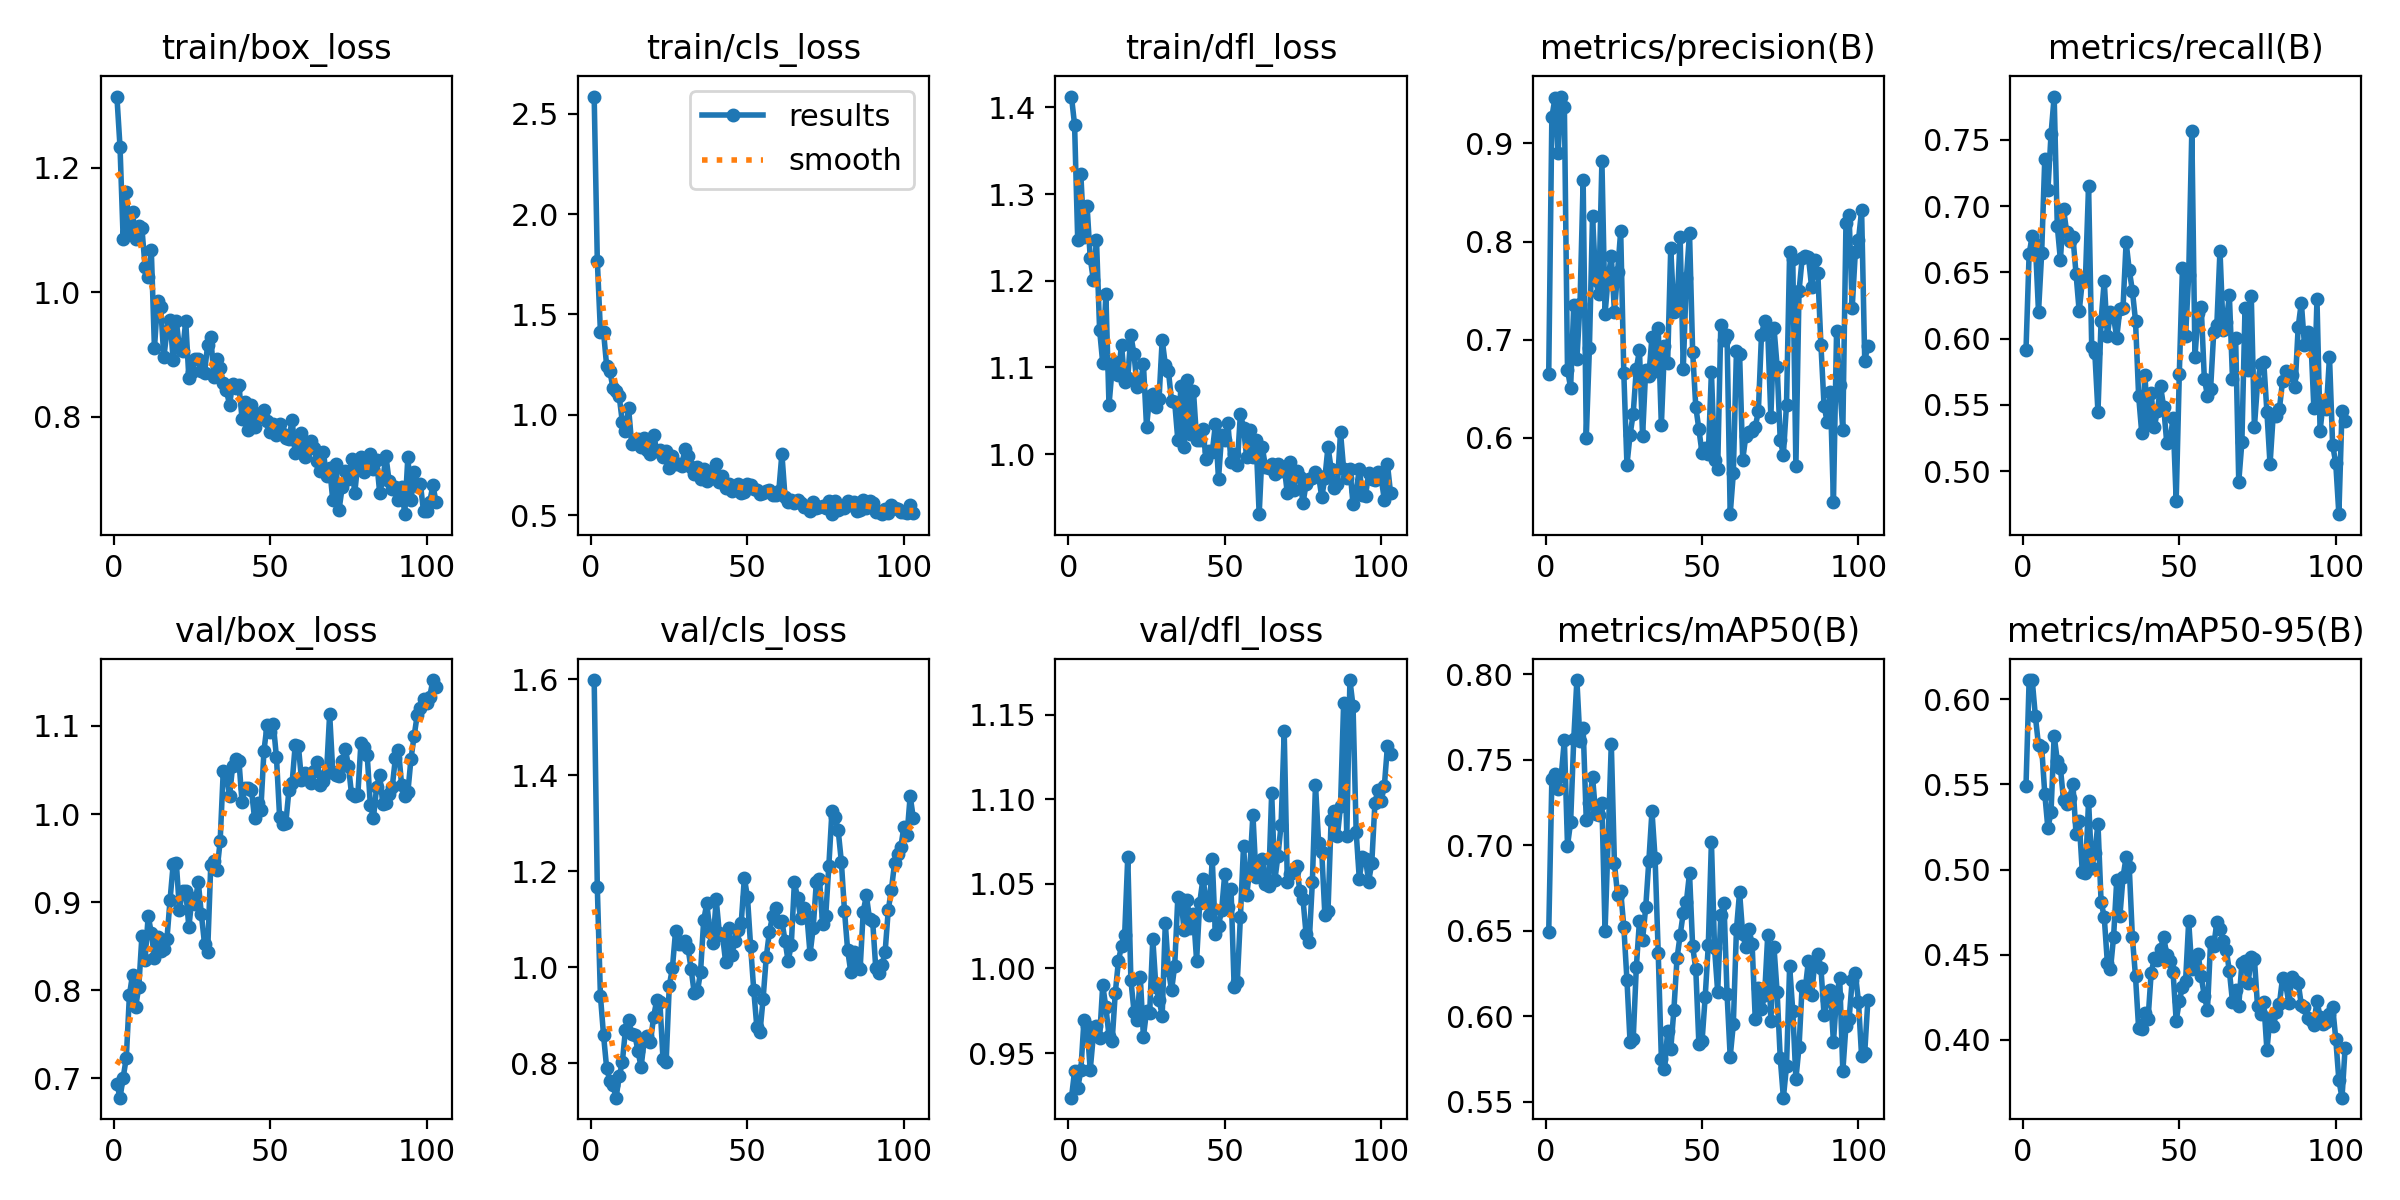 train/box_loss
1.2
1.0
0.8
0 50 100
train/cls_loss
results
smooth
2.5
2.0
1.5
1.0
0.5
0 50 100
train/dfl_loss
1.4
1.3
1.2
1.1
1.0
0 50 100
metrics/precision(B)
0.9
0.8
0.7
0.6
0 50 100
metrics/recall(B)
0.75
0.70
0.65
0.60
0.55
0.50
0 50 100
val/box_loss
1.1
1.0
0.9
0.8
0.7
0 50 100
val/cls_loss
1.6
1.4
1.2
1.0
0.8
0 50 100
val/dfl_loss
1.15
1.10
1.05
1.00
0.95
0 50 100
metrics/mAP50(B)
0.80
0.75
0.70
0.65
0.60
0.55
0 50 100
metrics/mAP50-95(B)
0.60
0.55
0.50
0.45
0.40
0 50 100